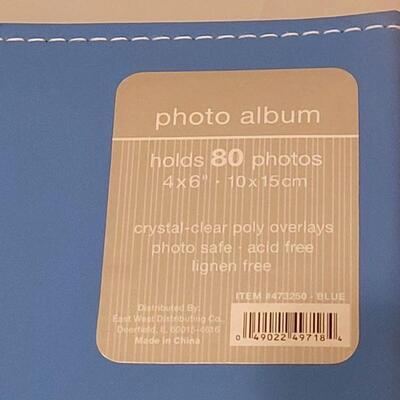 photo album
holds 80 photos
4x6" · 10x15cm
crystal-clear poly overlays
photo safe · acid free
lignen free
ITEM #473250 - BLUE
Distributed By:
East West Distributing Co.,
Deerfield, IL 60015-4616
Made in China
0 49022 49718 4